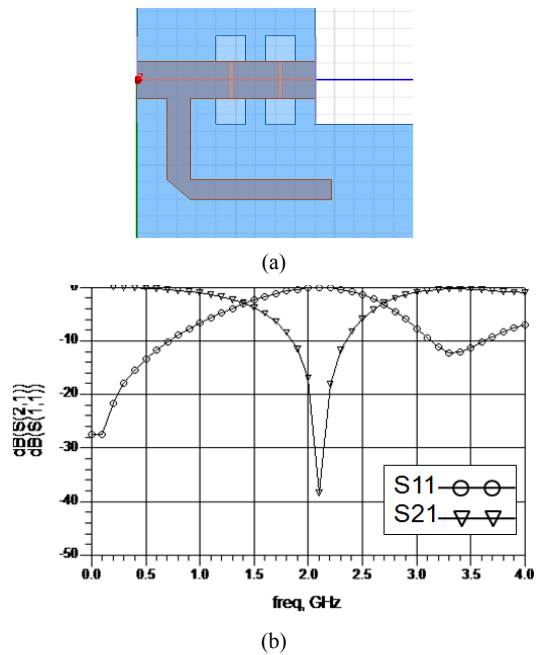 (a)
0
-10
-20
-30
-40
-50
dB(S(2,1))
dB(S(1,1))
S11
S21
0.0 0.5 1.0 1.5 2.0 2.5 3.0 3.5 4.0
freq, GHz
(b)